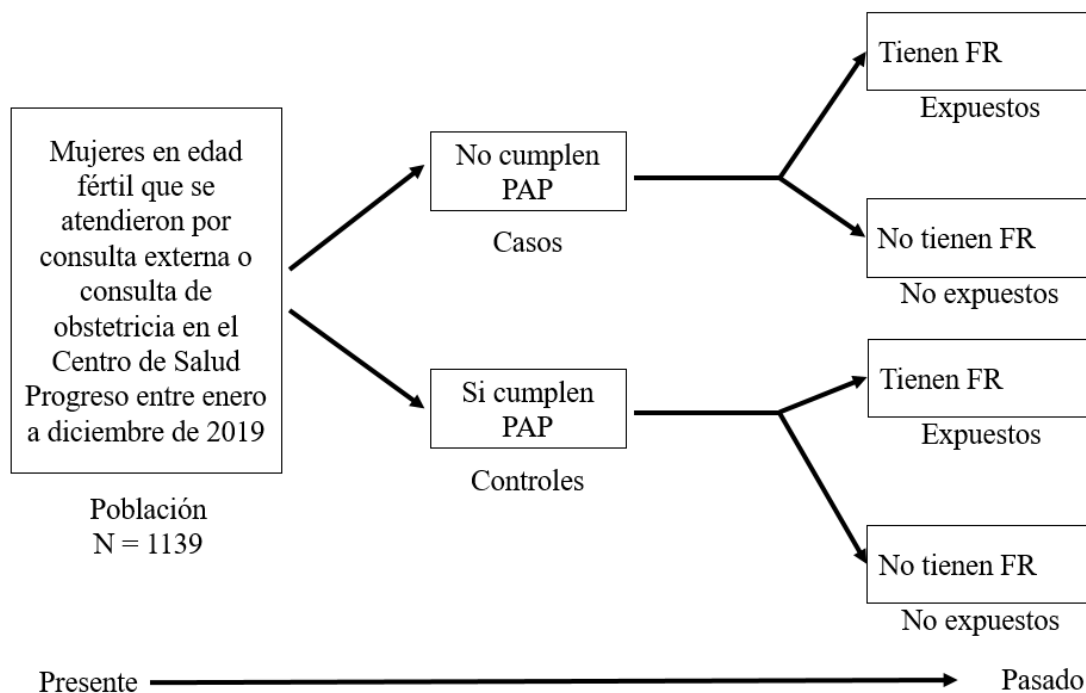 Mujeres en edad
fértil que se
atendieron por
consulta externa o
consulta de
obstetricia en el
Centro de Salud
Progreso entre enero
a diciembre de 2019
Población
N = 1139
No cumplen
PAP
Casos
Si cumplen
PAP
Controles
Tienen FR
Expuestos
No tienen FR
No expuestos
Tienen FR
Expuestos
No tienen FR
No expuestos
Presente
Pasado